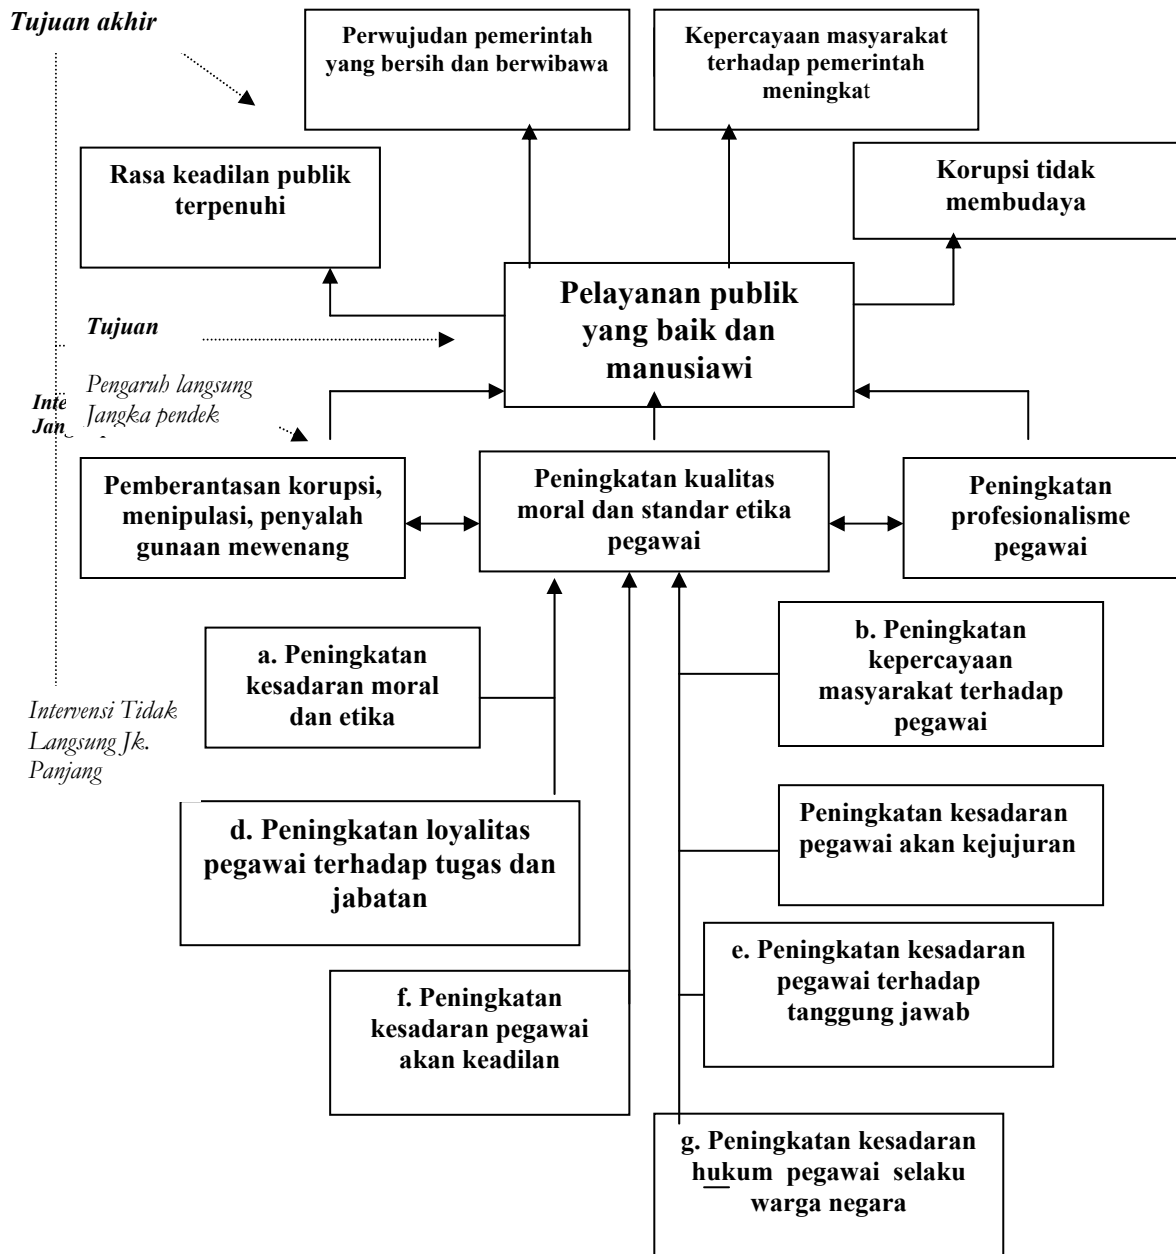 Tujuan akhir
Perwujudan pemerintah
yang bersih dan berwibawa
Kepercayaan masyarakat
terhadap pemerintah
meningkat
Rasa keadilan publik
terpenuhi
Korupsi tidak
membudaya
Pelayanan publik
yang baik dan
manusiawi
Tujuan
Pengaruh langsung
Jangka pendek
Pemberantasan korupsi,
menipulasi, penyalah
gunaan mewenang
Peningkatan kualitas
moral dan standar etika
pegawai
Peningkatan
profesionalisme
pegawai
a. Peningkatan
kesadaran moral
dan etika
b. Peningkatan
kepercayaan
masyarakat terhadap
pegawai
Intervensi Tidak
Langsung Jk.
Panjang
d. Peningkatan loyalitas
pegawai terhadap tugas dan
jabatan
Peningkatan kesadaran
pegawai akan kejujuran
e. Peningkatan kesadaran
pegawai terhadap
tanggung jawab
f. Peningkatan
kesadaran pegawai
akan keadilan
g. Peningkatan kesadaran
hukum pegawai selaku
warga negara